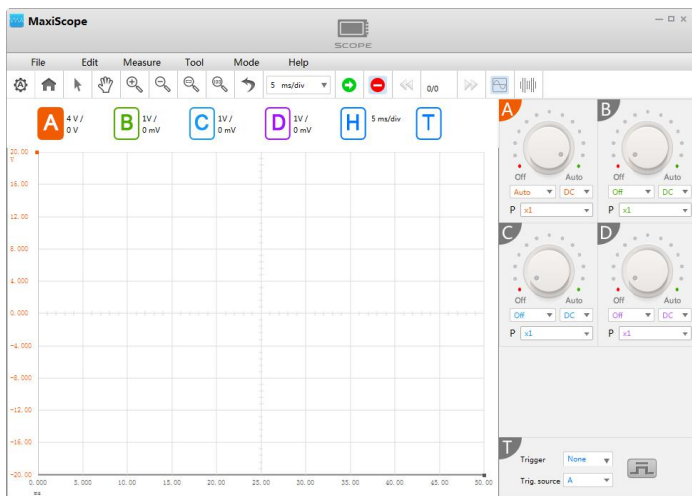 MaxiScope
SCOPE
File Edit Measure Tool Mode Help
5 ms/div 0/0
A 4 V / 0 V B 1V / 0 mV C 1V / 0 mV D 1V / 0 mV H 5 ms/div T
20.00
V
16.00
12.00
8.000
4.000
0.000
-4.000
-8.000
-12.00
-16.00
-20.00
0.000 5.000 10.00 15.00 20.00 25.00 30.00 35.00 40.00 45.00 50.00
ms
A
Off Auto
Auto DC
P x1
B
Off Auto
Off DC
P x1
C
Off Auto
Off DC
P x1
D
Off Auto
Off DC
P x1
T
Trigger None
Trig. source A